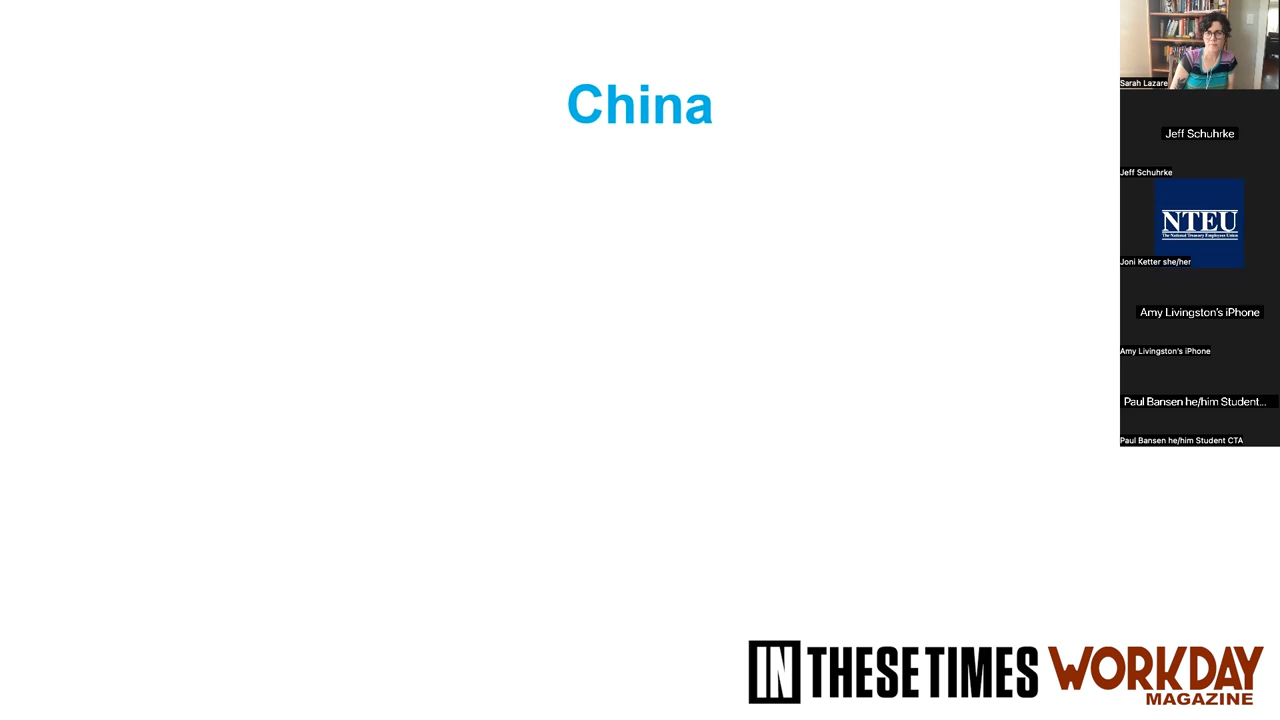 China
Sarah Lazare
Jeff Schuhrke
Jeff Schuhrke
NTEU
The National Treasury Employees Union
Joni Ketter she/her
Amy Livingston's iPhone
Amy Livingston's iPhone
Paul Bansen he/him Student...
Paul Bansen he/him Student CTA
IN THESE TIMES
WORKDAY
MAGAZINE